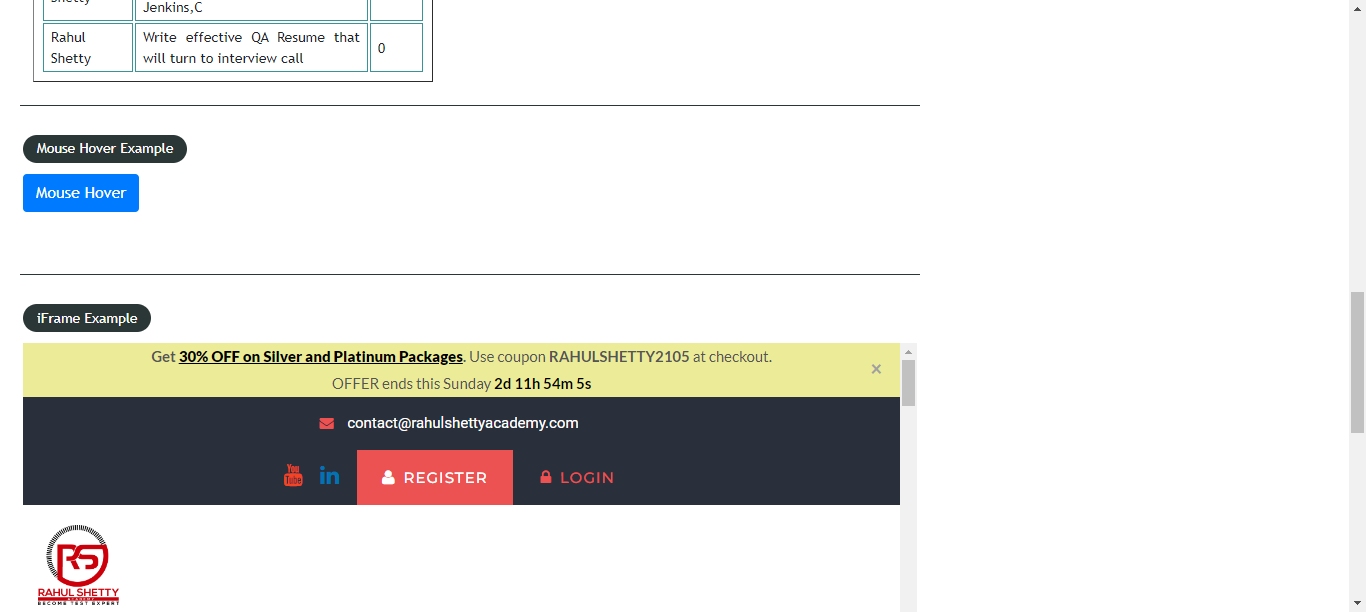 Jenkins,C
Rahul Shetty
Write effective QA Resume that
will turn to interview call
0
Mouse Hover Example
Mouse Hover
iFrame Example
Get 30% OFF on Silver and Platinum Packages. Use coupon RAHULSHETTY2105 at checkout.
×
OFFER ends this Sunday 2d 11h 54m 5s
contact@rahulshettyacademy.com
You
Tube
in
REGISTER
LOGIN
RS
RAHUL SHETTY
ACADEMY
BECOME TEST EXPERT